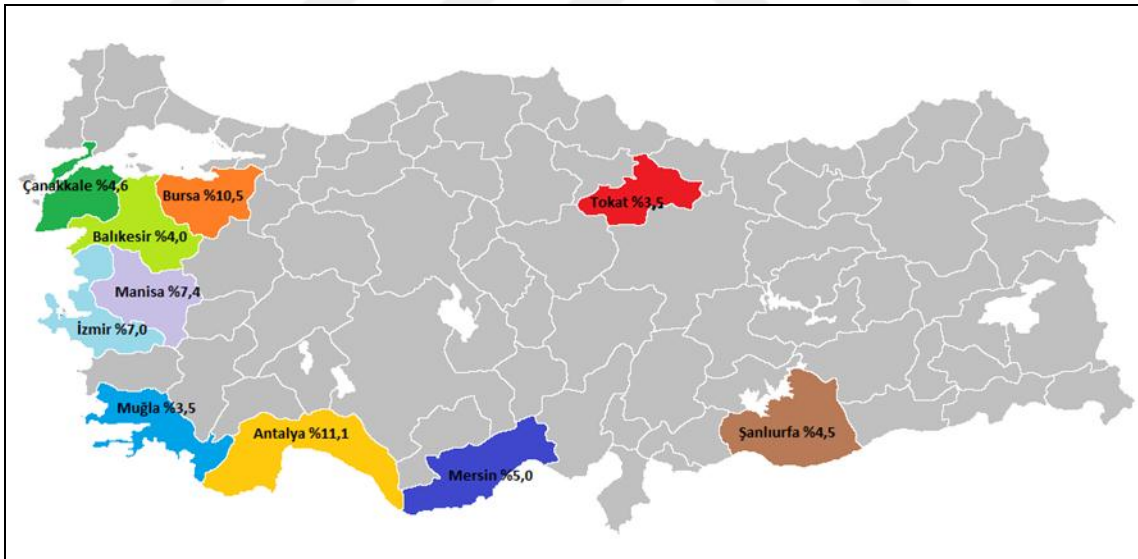 Çanakkale %4,6
Bursa %10,5
Tokat %3,5
Balıkesir %4,0
Manisa %7,4
İzmir %7,0
Muğla %3,5
Antalya %11,1
Şanlıurfa %4,5
Mersin %5,0